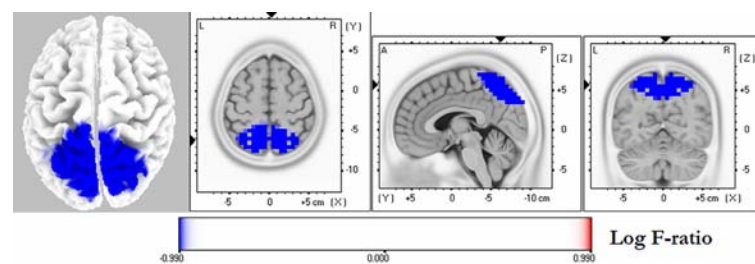 L R (Y)
+5
0
-5
-10
-5 0 +5 cm (X)
A P (Z)
+5
0
-5
(Y) +5 0 -5 -10 cm
L R (Z)
+5
0
-5
-5 0 +5 cm (X)
Log F-ratio
-0.990 0.000 0.990